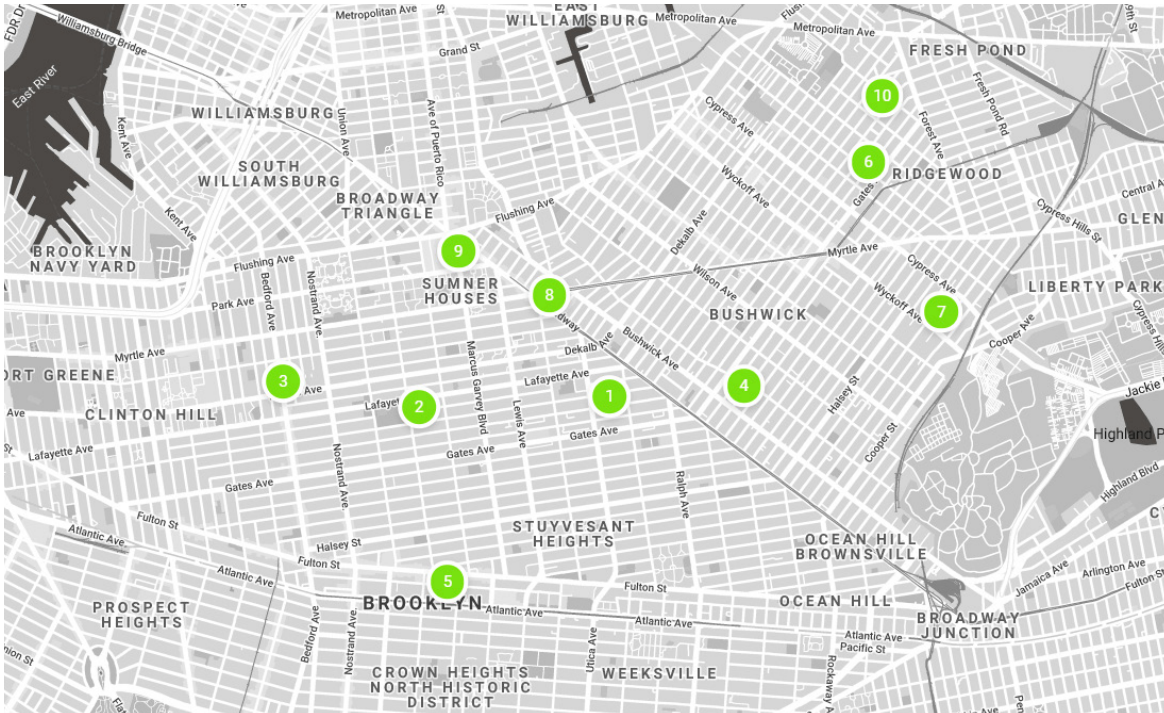 FDR Dr
Williamsburg Bridge
Metropolitan Ave
EAST
WILLIAMSBURG
Metropolitan Ave
Metropolitan Ave
Grand St
FRESH POND
East River
Kent Ave
WILLIAMSBURG
Union Ave
Ave of Puerto Rico
Cypress Ave
10
Forest Ave
Fresh Pond Rd
SOUTH
WILLIAMSBURG
6
RIDGEWOOD
Gates
Wyckoff Ave
Central
BROADWAY
TRIANGLE
Flushing Ave
Kent Ave
Dekalb Ave
Cypress Hills St
GLEN
BROOKLYN
NAVY YARD
Flushing Ave
9
Myrtle Ave
Bedford Ave
Nostrand Ave.
SUMNER
HOUSES
8
Wilson Ave
Cypress Ave
Wyckoff Ave
LIBERTY PARK
Park Ave
BUSHWICK
7
Cypress Hills
Myrtle Ave
Marcus Garvey Blvd
Dekalb Ave
Bushwick Ave
Cooper Ave
ORT GREENE
3
Ave
Lafayette Ave
1
4
Halsey St
Jackie
Ave
CLINTON HILL
2
Lewis Ave
Gates Ave
Cooper St
Highland P
Lafayette Ave
Gates Ave
Nostrand Ave.
Gates Ave
Ralph Ave
Highland Blvd
Fulton St
Atlantic Ave
STUYVESANT
HEIGHTS
Halsey St
OCEAN HILL
BROWNSVILLE
Fulton St
Atlantic Ave
5
BROOKLYN
Fulton St
Jamaica Ave
Arlington Ave
Fulton St
PROSPECT
HEIGHTS
Atlantic Ave
Atlantic Ave
OCEAN HILL
BROADWAY
JUNCTION
Bedford Ave
Nostrand Ave.
Utica Ave
Atlantic Ave
Pacific St
nion St
CROWN HEIGHTS
NORTH HISTORIC
DISTRICT
WEEKSVILLE
Rockaway